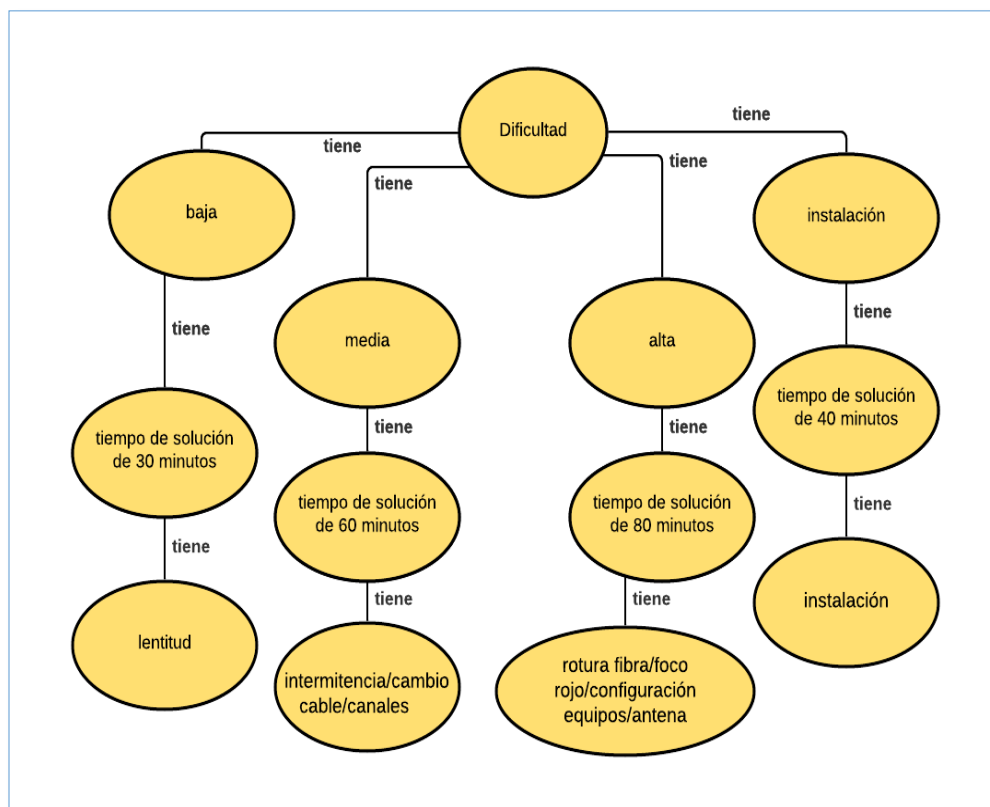 Dificultad
tiene
tiene
tiene
tiene
baja
instalación
tiene
tiene
media
alta
tiempo de solución
de 40 minutos
tiene
tiene
tiempo de solución
de 30 minutos
tiempo de solución
de 60 minutos
tiempo de solución
de 80 minutos
tiene
tiene
instalación
tiene
tiene
lentitud
intermitencia/cambio
cable/canales
rotura fibra/foco
rojo/configuración
equipos/antena